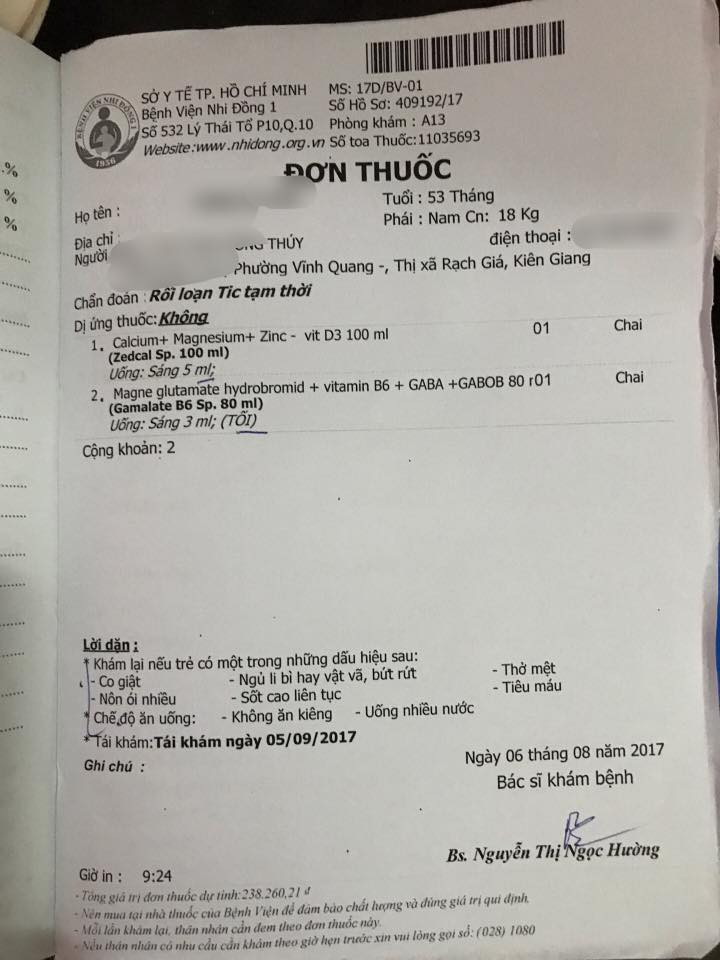 SỞ Y TẾ TP. HỒ CHÍ MINH
Bệnh Viện Nhi Đồng 1
Số 532 Lý Thái Tổ P10,Q.10
Website:www.nhidong.org.vn
MS: 17D/BV-01
Số Hồ Sơ: 409192/17
Phòng khám : A13
Số toa Thuốc:11035693
BỆNH VIỆN NHI ĐỒNG 1
1956
ĐƠN THUỐC
Họ tên :
Tuổi : 53 Tháng
Phái : Nam Cn: 18 Kg
Địa chỉ :
Người
THÚY
điện thoại :
Phường Vĩnh Quang -, Thị xã Rạch Giá, Kiên Giang
Chẩn đoán : Rối loạn Tic tạm thời
Dị ứng thuốc: Không
1. Calcium+ Magnesium+ Zinc - vit D3 100 ml 01 Chai
(Zedcal Sp. 100 ml)
Uống: Sáng 5 ml;
2. Magne glutamate hydrobromid + vitamin B6 + GABA +GABOB 80 r01 Chai
(Gamalate B6 Sp. 80 ml)
Uống: Sáng 3 ml; (TỐI)
Cộng khoản: 2
%
%
%
Lời dặn :
* Khám lại nếu trẻ có một trong những dấu hiệu sau:
- Co giật - Ngủ li bì hay vật vã, bứt rứt - Thở mệt
- Nôn ói nhiều - Sốt cao liên tục - Tiêu máu
* Chế độ ăn uống: - Không ăn kiêng - Uống nhiều nước
* Tái khám:Tái khám ngày 05/09/2017
Ghi chú :
Ngày 06 tháng 08 năm 2017
Bác sĩ khám bệnh
Bs. Nguyễn Thị Ngọc Hường
Giờ in : 9:24
- Tổng giá trị đơn thuốc dự tính:238.260,21 đ
- Nên mua tại nhà thuốc của Bệnh Viện để đảm bảo chất lượng và đúng giá trị qui định.
- Mỗi lần khám lại, thân nhân cần đem theo đơn thuốc này.
- Nếu thân nhân có nhu cầu cần khám theo giờ hẹn trước xin vui lòng gọi số: (028) 1080